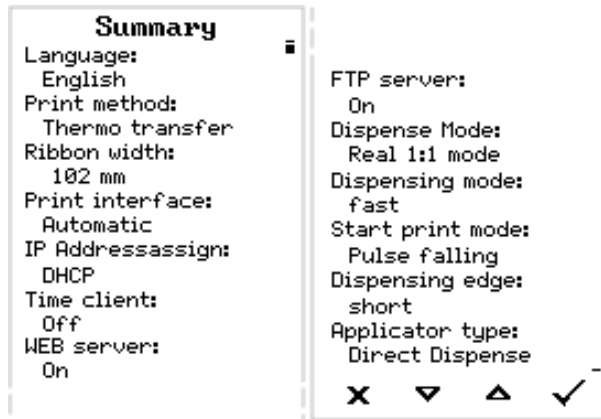 Summary
Language:
English
Print method:
Thermo transfer
Ribbon width:
102 mm
Print interface:
Automatic
IP Addressassign:
DHCP
Time client:
Off
WEB server:
On
FTP server:
On
Dispense Mode:
Real 1:1 mode
Dispensing mode:
fast
Start print mode:
Pulse falling
Dispensing edge:
short
Applicator type:
Direct Dispense